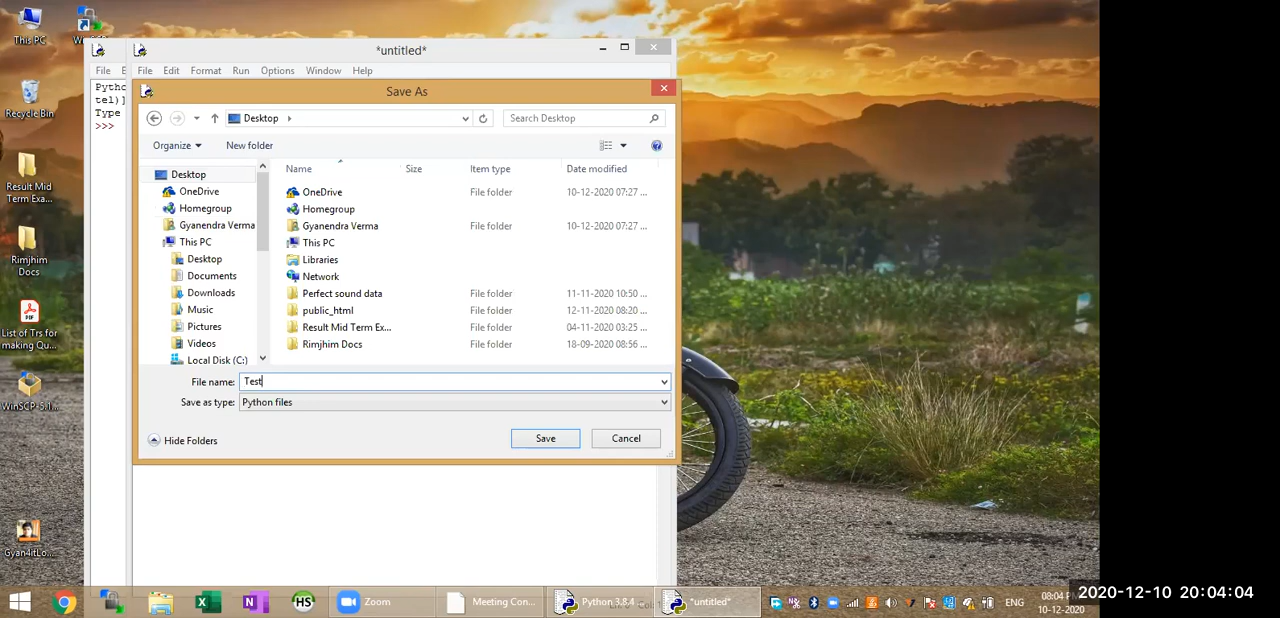 This PC
Recycle Bin
Result Mid
Term Exa...
Rimjhim
Docs
List of Trs for
making Qu...
WinSCP-5.1...
Gyan4itLo...
File
Pytho
tel)]
Type
>>>
*untitled*
File Edit Format Run Options Window Help
Save As
Desktop
Search Desktop
Organize New folder
Name Size Item type Date modified
Desktop
OneDrive
Homegroup
Gyanendra Verma
This PC
Desktop
Documents
Downloads
Music
Pictures
Videos
Local Disk (C:)
OneDrive File folder 10-12-2020 07:27 ...
Homegroup
Gyanendra Verma File folder 10-12-2020 07:27 ...
This PC
Libraries
Network
Perfect sound data File folder 11-11-2020 10:50 ...
public_html File folder 12-11-2020 08:20 ...
Result Mid Term Ex... File folder 04-11-2020 03:25 ...
Rimjhim Docs File folder 18-09-2020 08:56 ...
File name: Test
Save as type: Python files
Hide Folders
Save Cancel
Zoom
Meeting Con...
Python 3.8.4
*untitled*
ENG
08:04 PM
10-12-2020
2020-12-10 20:04:04